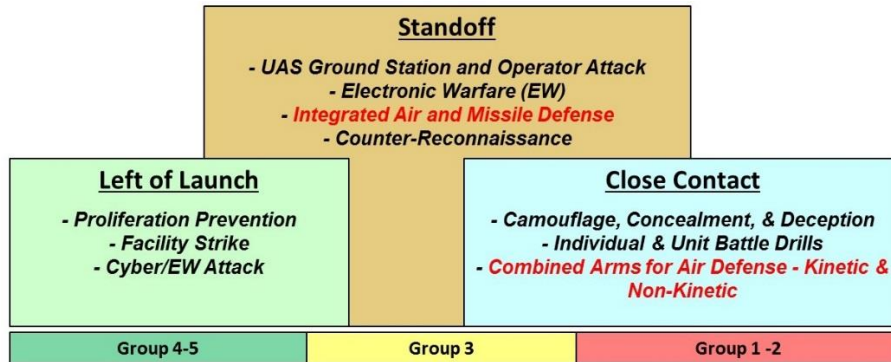 Standoff
- UAS Ground Station and Operator Attack
- Electronic Warfare (EW)
- Integrated Air and Missile Defense
- Counter-Reconnaissance
Left of Launch
- Proliferation Prevention
- Facility Strike
- Cyber/EW Attack
Close Contact
- Camouflage, Concealment, & Deception
- Individual & Unit Battle Drills
- Combined Arms for Air Defense - Kinetic &
Non-Kinetic
Group 4-5
Group 3
Group 1 -2